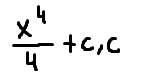 x^4/4 + c, c